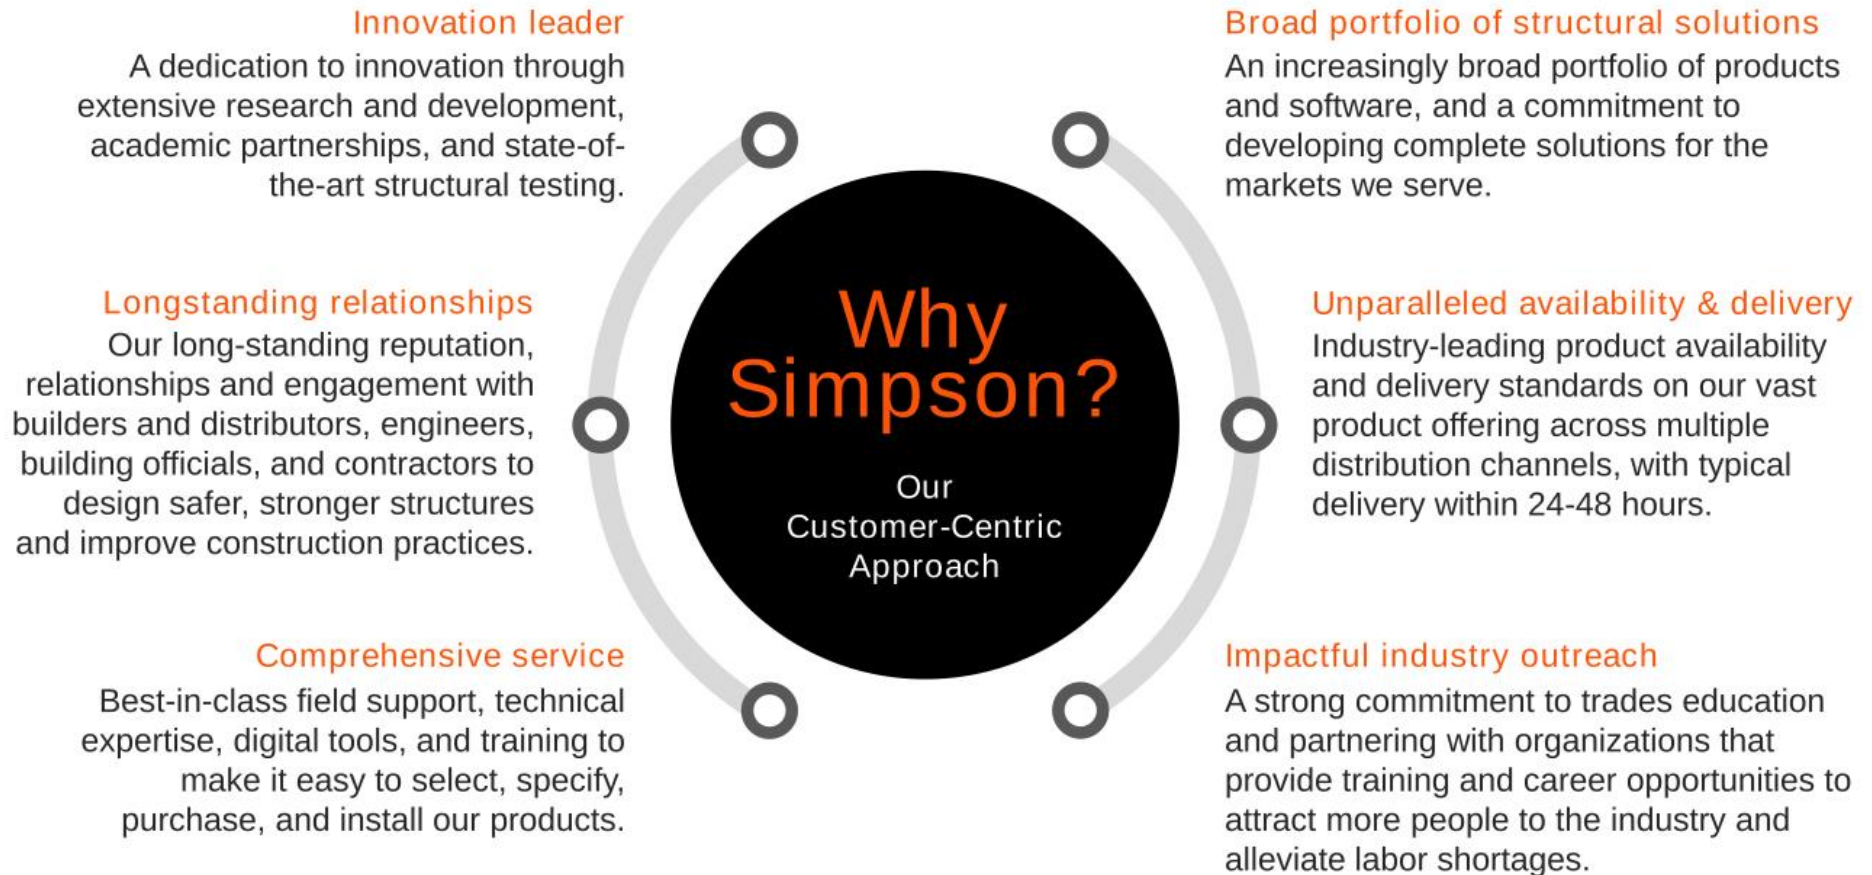 Innovation leader
A dedication to innovation through
extensive research and development,
academic partnerships, and state-of-
the-art structural testing.
Longstanding relationships
Our long-standing reputation,
relationships and engagement with
builders and distributors, engineers,
building officials, and contractors to
design safer, stronger structures
and improve construction practices.
Comprehensive service
Best-in-class field support, technical
expertise, digital tools, and training to
make it easy to select, specify,
purchase, and install our products.
Why
Simpson?
Our
Customer-Centric
Approach
Broad portfolio of structural solutions
An increasingly broad portfolio of products
and software, and a commitment to
developing complete solutions for the
markets we serve.
Unparalleled availability & delivery
Industry-leading product availability
and delivery standards on our vast
product offering across multiple
distribution channels, with typical
delivery within 24-48 hours.
Impactful industry outreach
A strong commitment to trades education
and partnering with organizations that
provide training and career opportunities to
attract more people to the industry and
alleviate labor shortages.